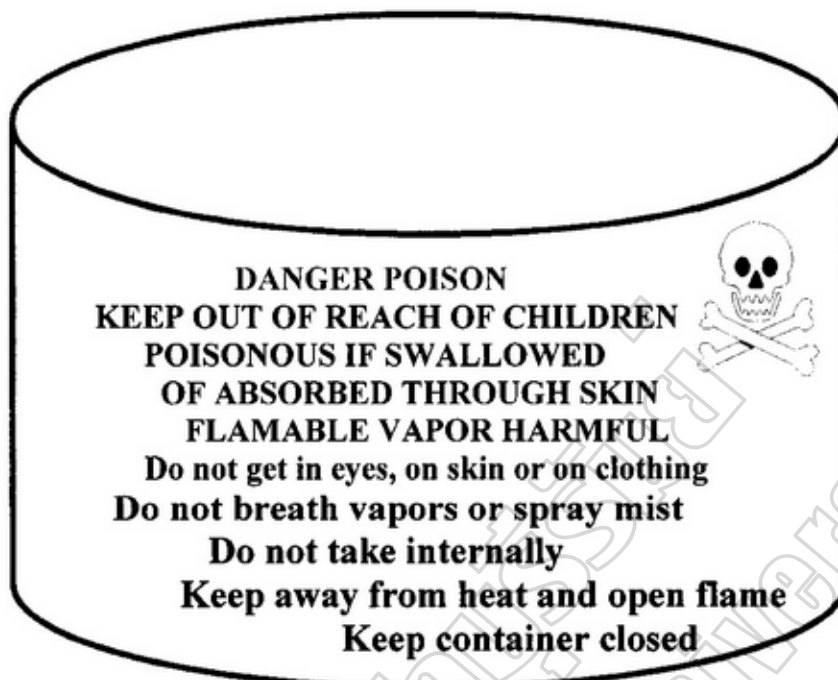 DANGER POISON
KEEP OUT OF REACH OF CHILDREN
POISONOUS IF SWALLOWED
OF ABSORBED THROUGH SKIN
FLAMABLE VAPOR HARMFUL
Do not get in eyes, on skin or on clothing
Do not breath vapors or spray mist
Do not take internally
Keep away from heat and open flame
Keep container closed